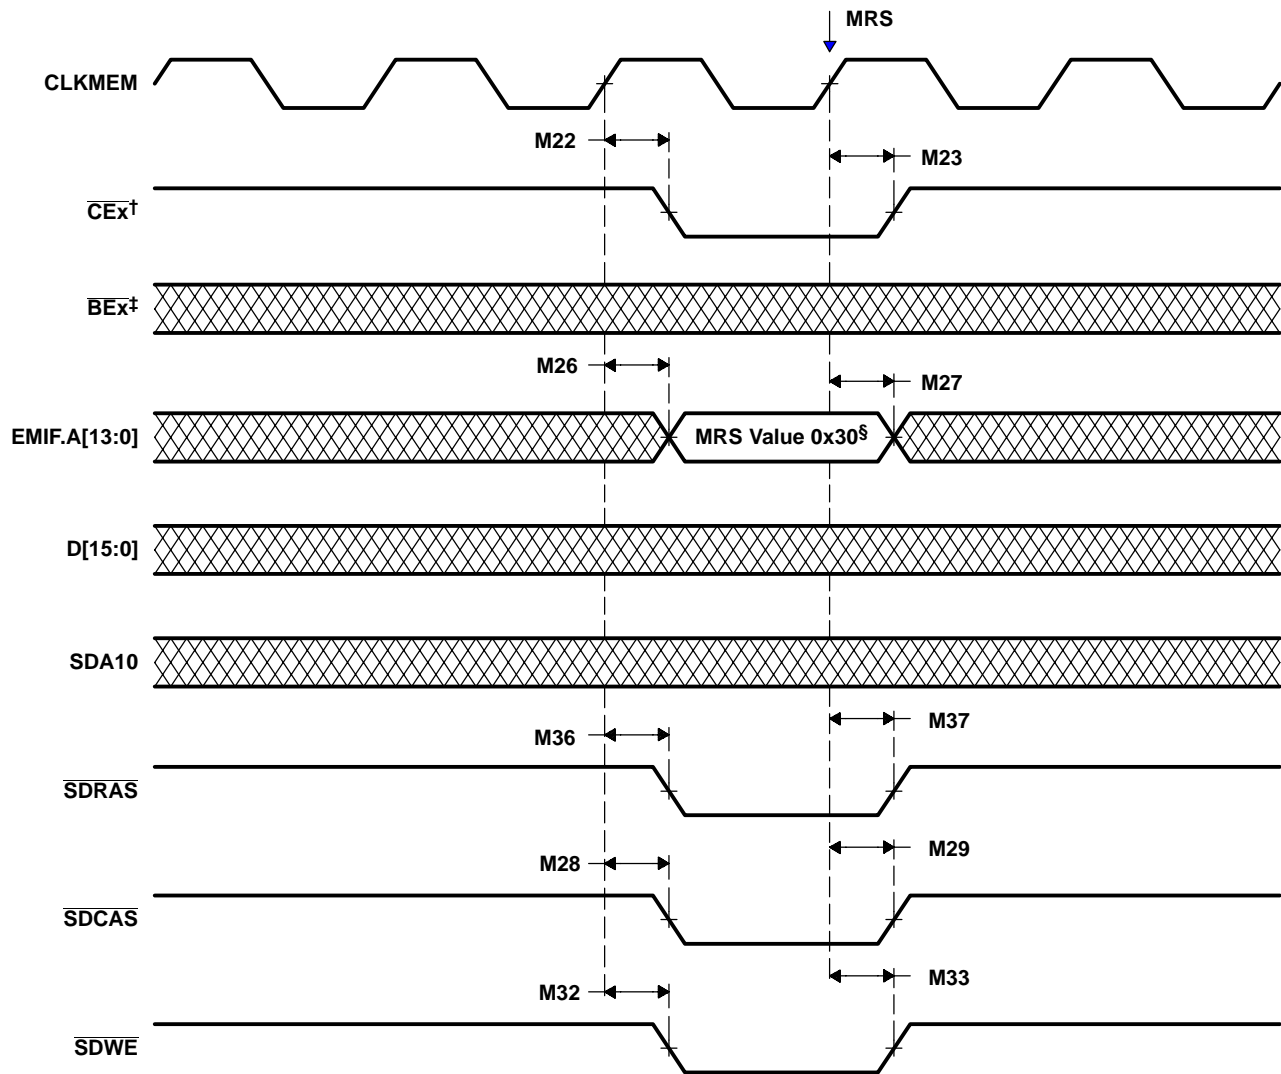 MRS
CLKMEM
M22
M23
CEx†
BEx‡
M26
M27
EMIF.A[13:0]
MRS Value 0x30§
D[15:0]
SDA10
M36
M37
SDRAS
M28
M29
SDCAS
M32
M33
SDWE